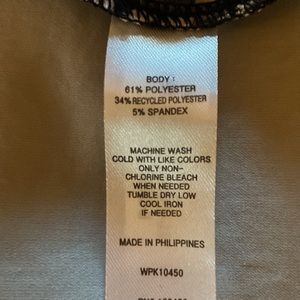 BODY :
61% POLYESTER
34% RECYCLED POLYESTER
5% SPANDEX
MACHINE WASH
COLD WITH LIKE COLORS
ONLY NON-
CHLORINE BLEACH
WHEN NEEDED
TUMBLE DRY LOW
COOL IRON
IF NEEDED
MADE IN PHILIPPINES
WPK10450